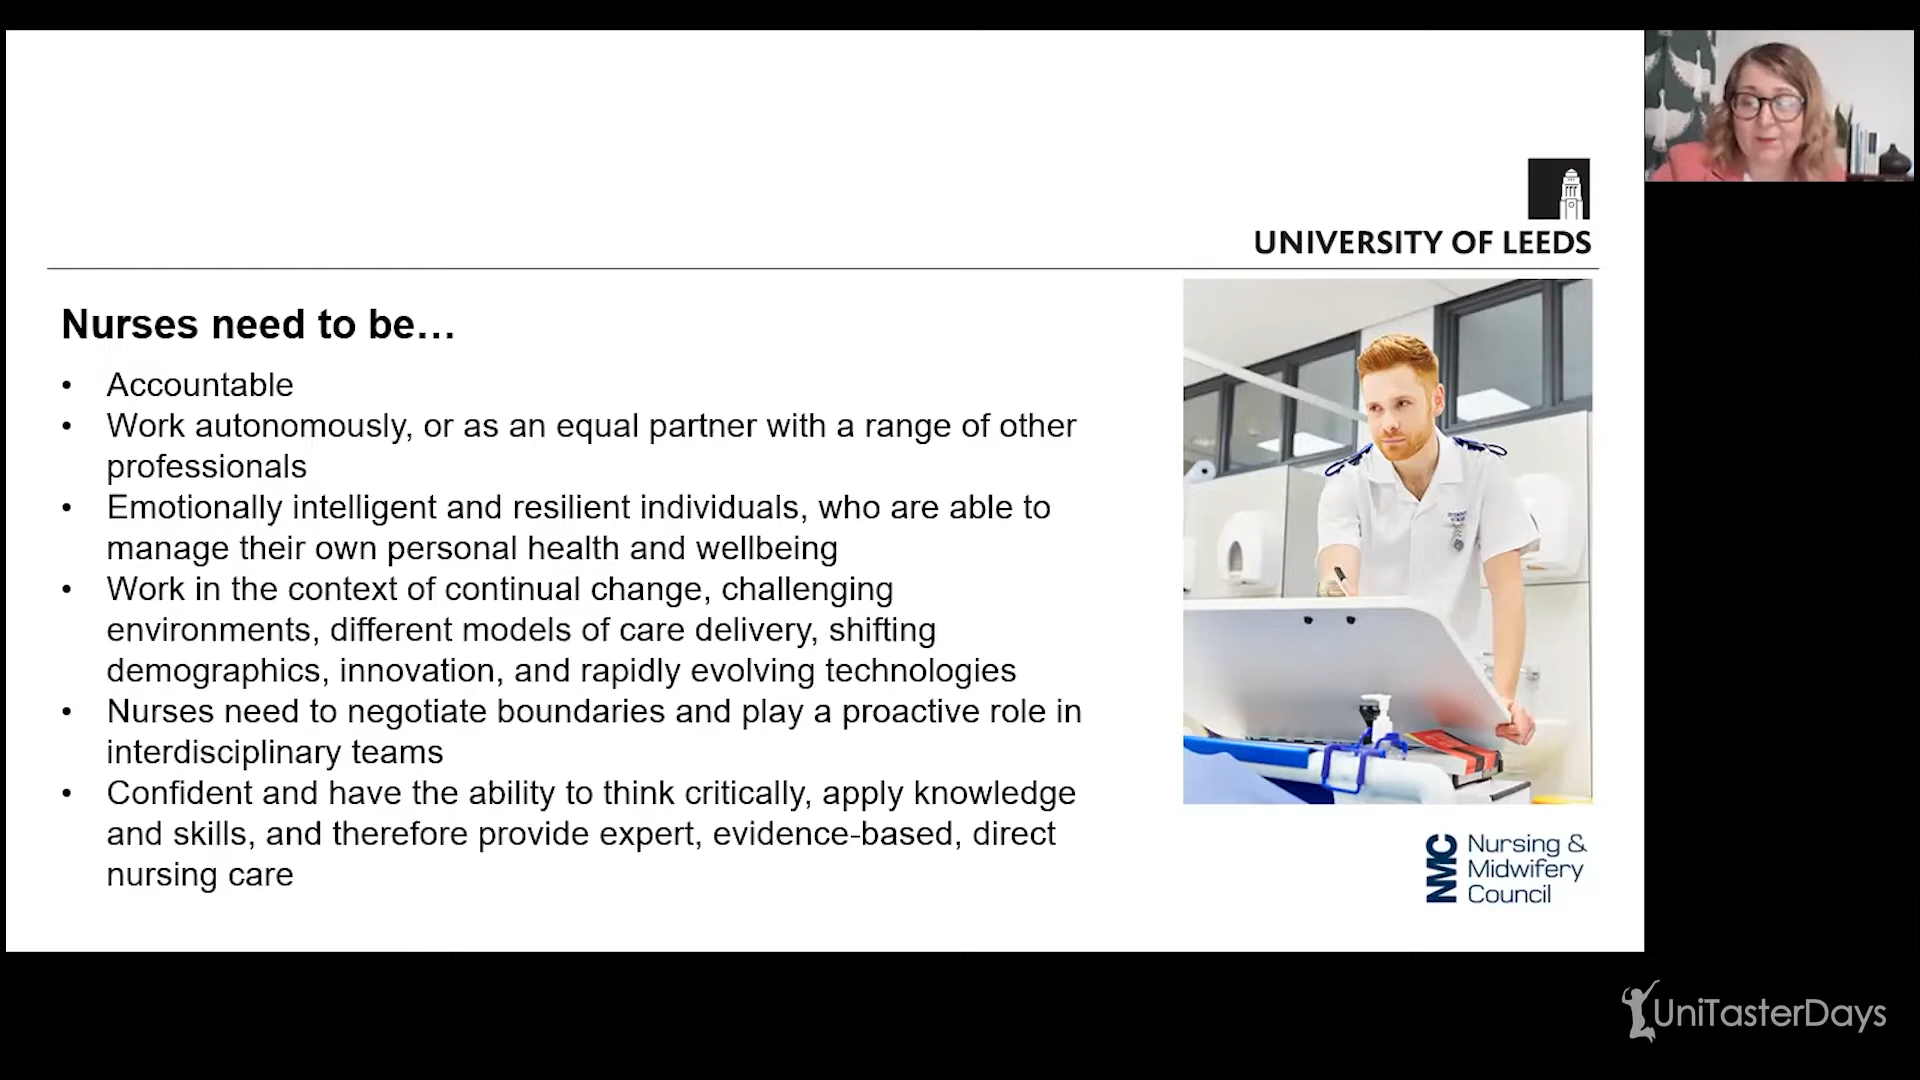 UNIVERSITY OF LEEDS
Nurses need to be…
• Accountable
• Work autonomously, or as an equal partner with a range of other
professionals
• Emotionally intelligent and resilient individuals, who are able to
manage their own personal health and wellbeing
• Work in the context of continual change, challenging
environments, different models of care delivery, shifting
demographics, innovation, and rapidly evolving technologies
• Nurses need to negotiate boundaries and play a proactive role in
interdisciplinary teams
• Confident and have the ability to think critically, apply knowledge
and skills, and therefore provide expert, evidence-based, direct
nursing care
NMC
Nursing &
Midwifery
Council
UniTasterDays